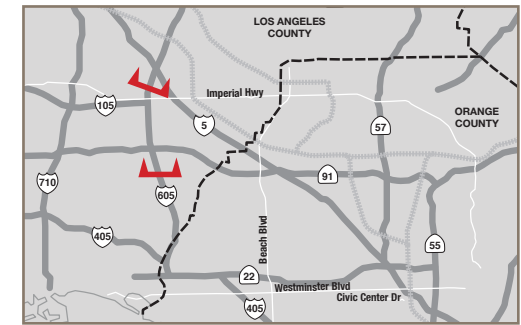 LOS ANGELES
COUNTY
Imperial Hwy
105
5
57
ORANGE
COUNTY
710
605
91
405
55
Beach Blvd
22
Westminster Blvd
Civic Center Dr
405